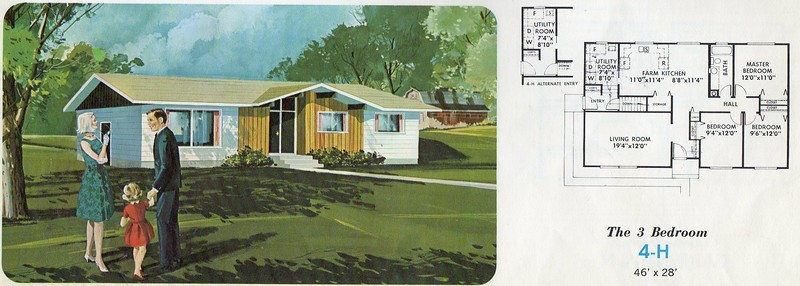 F
UTILITY
ROOM
7'4"x
8'10"
D
W
DOWN
4-H ALTERNATE ENTRY
F
D
W
UTILITY
ROOM
7'4"x
8'10"
ENTRY
FARM KITCHEN
11'0"x11'4" 8'8"x11'4"
R
STORAGE
BATH
MASTER
BEDROOM
12'0"x11'0"
HALL
CLOSET
CLOSET
LIVING ROOM
19'4"x12'0"
BEDROOM
9'4"x12'0"
BEDROOM
9'6"x12'0"
The 3 Bedroom
4-H
46' x 28'